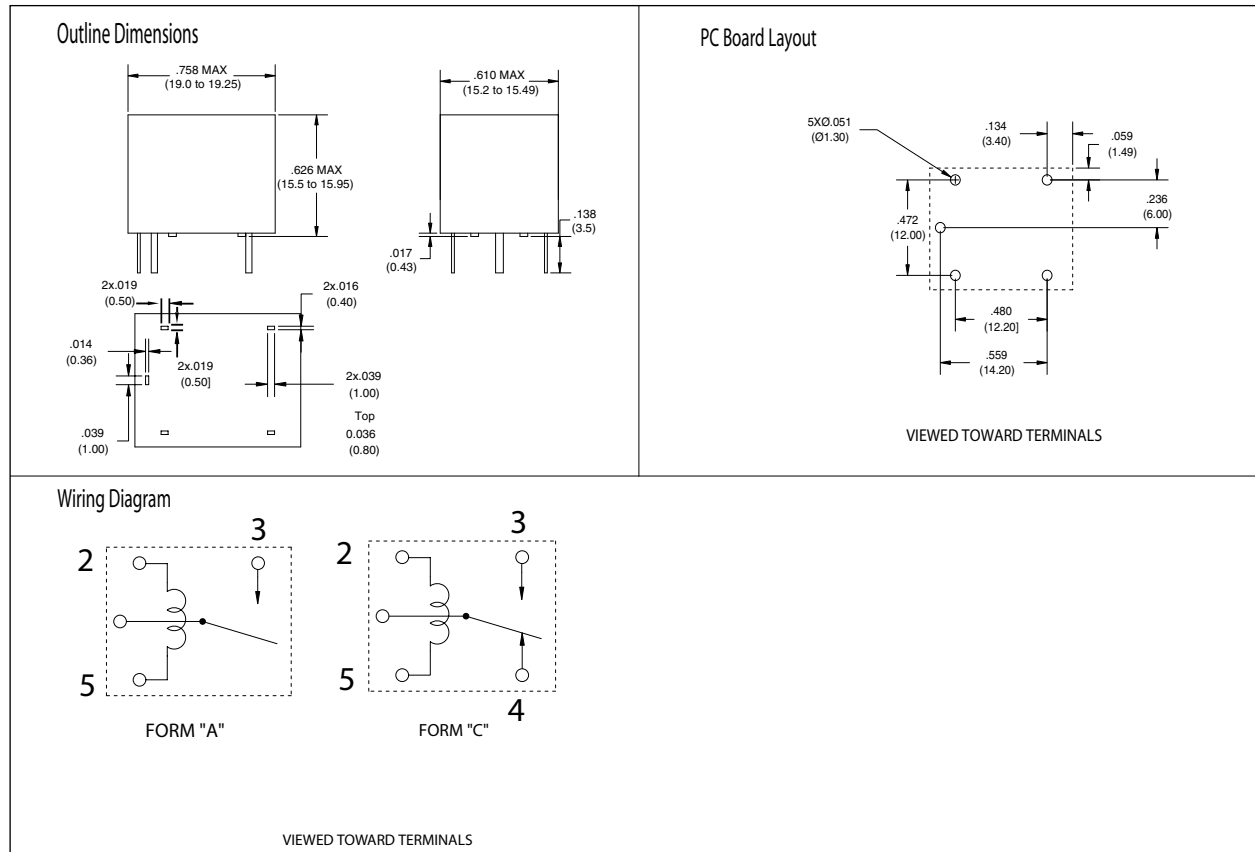 Outline Dimensions
.758 MAX
(19.0 to 19.25)
.610 MAX
(15.2 to 15.49)
.626 MAX
(15.5 to 15.95)
.138
(3.5)
.017
(0.43)
2x.019
(0.50)
2x.016
(0.40)
.014
(0.36)
2x.019
(0.50]
2x.039
(1.00)
.039
(1.00)
Top
0.036
(0.80)
PC Board Layout
5XØ.051
(Ø1.30)
.134
(3.40)
.059
(1.49)
.236
(6.00)
.472
(12.00)
.480
(12.20]
.559
(14.20)
VIEWED TOWARD TERMINALS
Wiring Diagram
2
3
5
FORM "A"
2
3
5
4
FORM "C"
VIEWED TOWARD TERMINALS